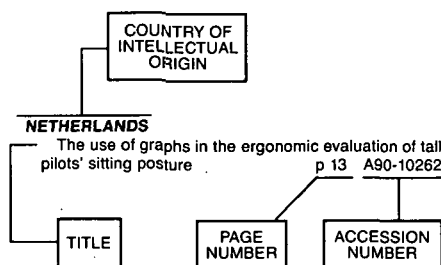 COUNTRY OF
INTELLECTUAL
ORIGIN
NETHERLANDS
The use of graphs in the ergonomic evaluation of tall
pilots' sitting posture p 13 A90-10262
TITLE
PAGE
NUMBER
ACCESSION
NUMBER